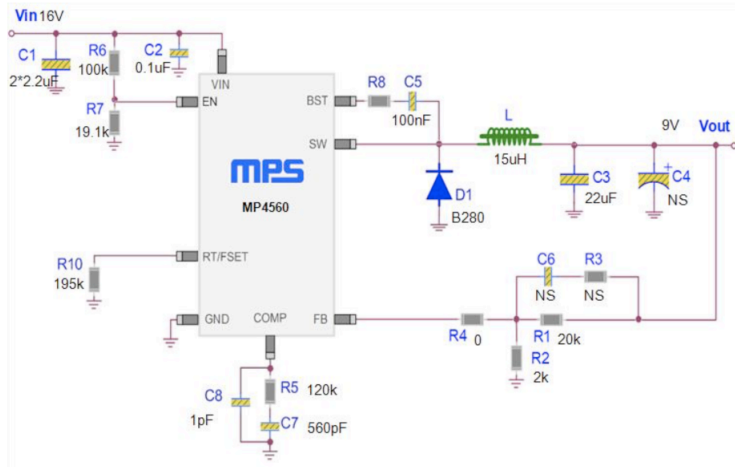 Vin 16V
C1
2*2.2uF
R6
100k
C2
0.1uF
VIN
R7
19.1k
EN
BST
R8
C5
100nF
SW
L
15uH
9V
Vout
mps
MP4560
D1
B280
C3
22uF
+
C4
NS
R10
195k
RT/FSET
C6
R3
NS
NS
GND
COMP
FB
R4
0
R1
20k
R2
2k
C8
1pF
R5
120k
C7
560pF